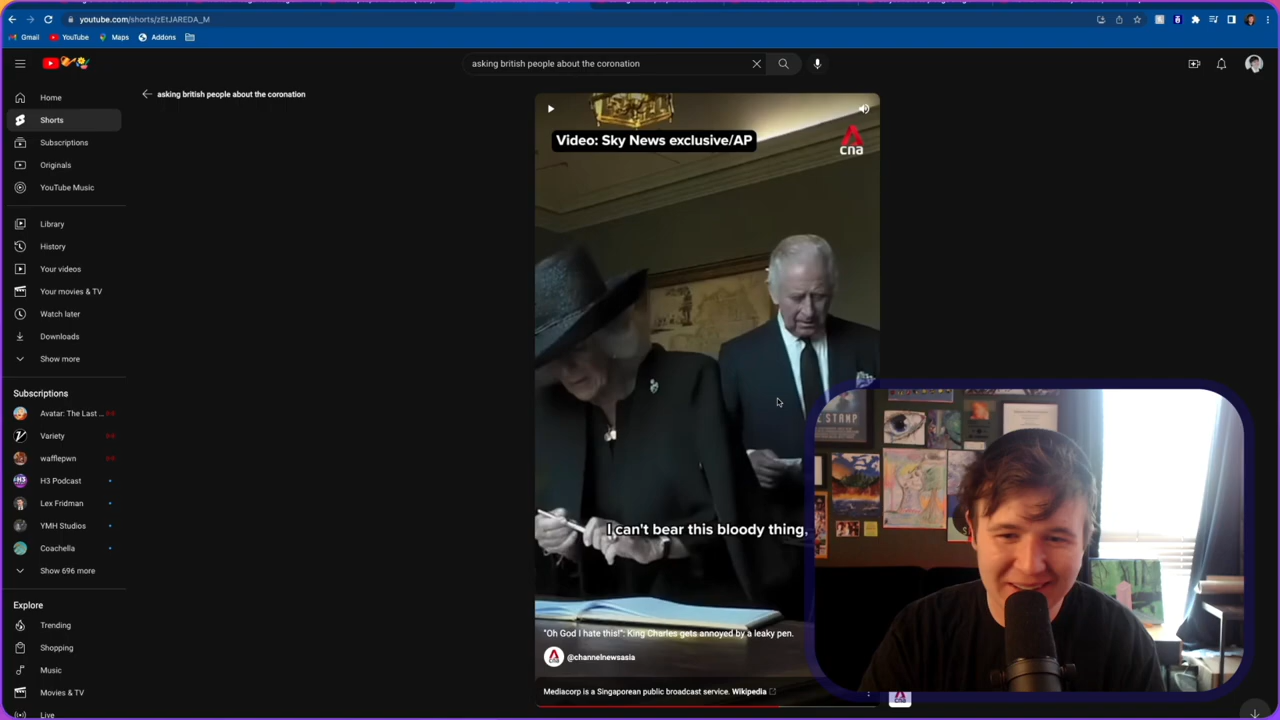 youtube.com/shorts/zEtJAREDA_M
Gmail
YouTube
Maps
Addons
asking british people about the coronation
asking british people about the coronation
Home
Shorts
Subscriptions
Originals
YouTube Music
Library
History
Your videos
Your movies & TV
Watch later
Downloads
Show more
Subscriptions
Avatar: The Last ...
Variety
wafflepwn
H3 Podcast
Lex Fridman
YMH Studios
Coachella
Show 696 more
Explore
Trending
Shopping
Music
Movies & TV
Live
Video: Sky News exclusive/AP
cna
I can't bear this bloody thing,
"Oh God I hate this!": King Charles gets annoyed by a leaky pen.
@channelnewsasia
Mediacorp is a Singaporean public broadcast service. Wikipedia
E STAMP